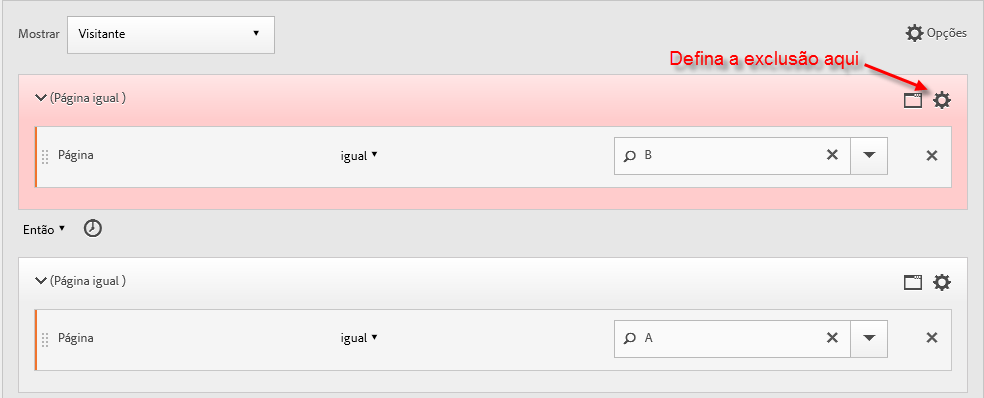 Mostrar Visitante Opções
Defina a exclusão aqui
(Página igual )
Página igual B
Então
(Página igual )
Página igual A